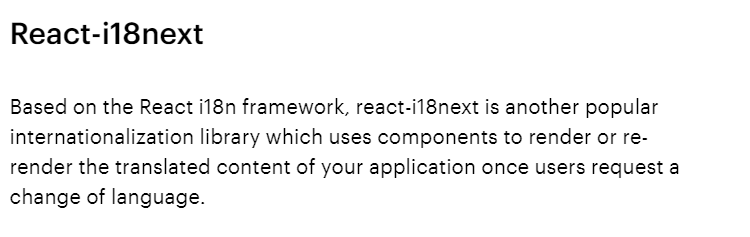 React-i18next
Based on the React i18n framework, react-i18next is another popular
internationalization library which uses components to render or re-
render the translated content of your application once users request a
change of language.